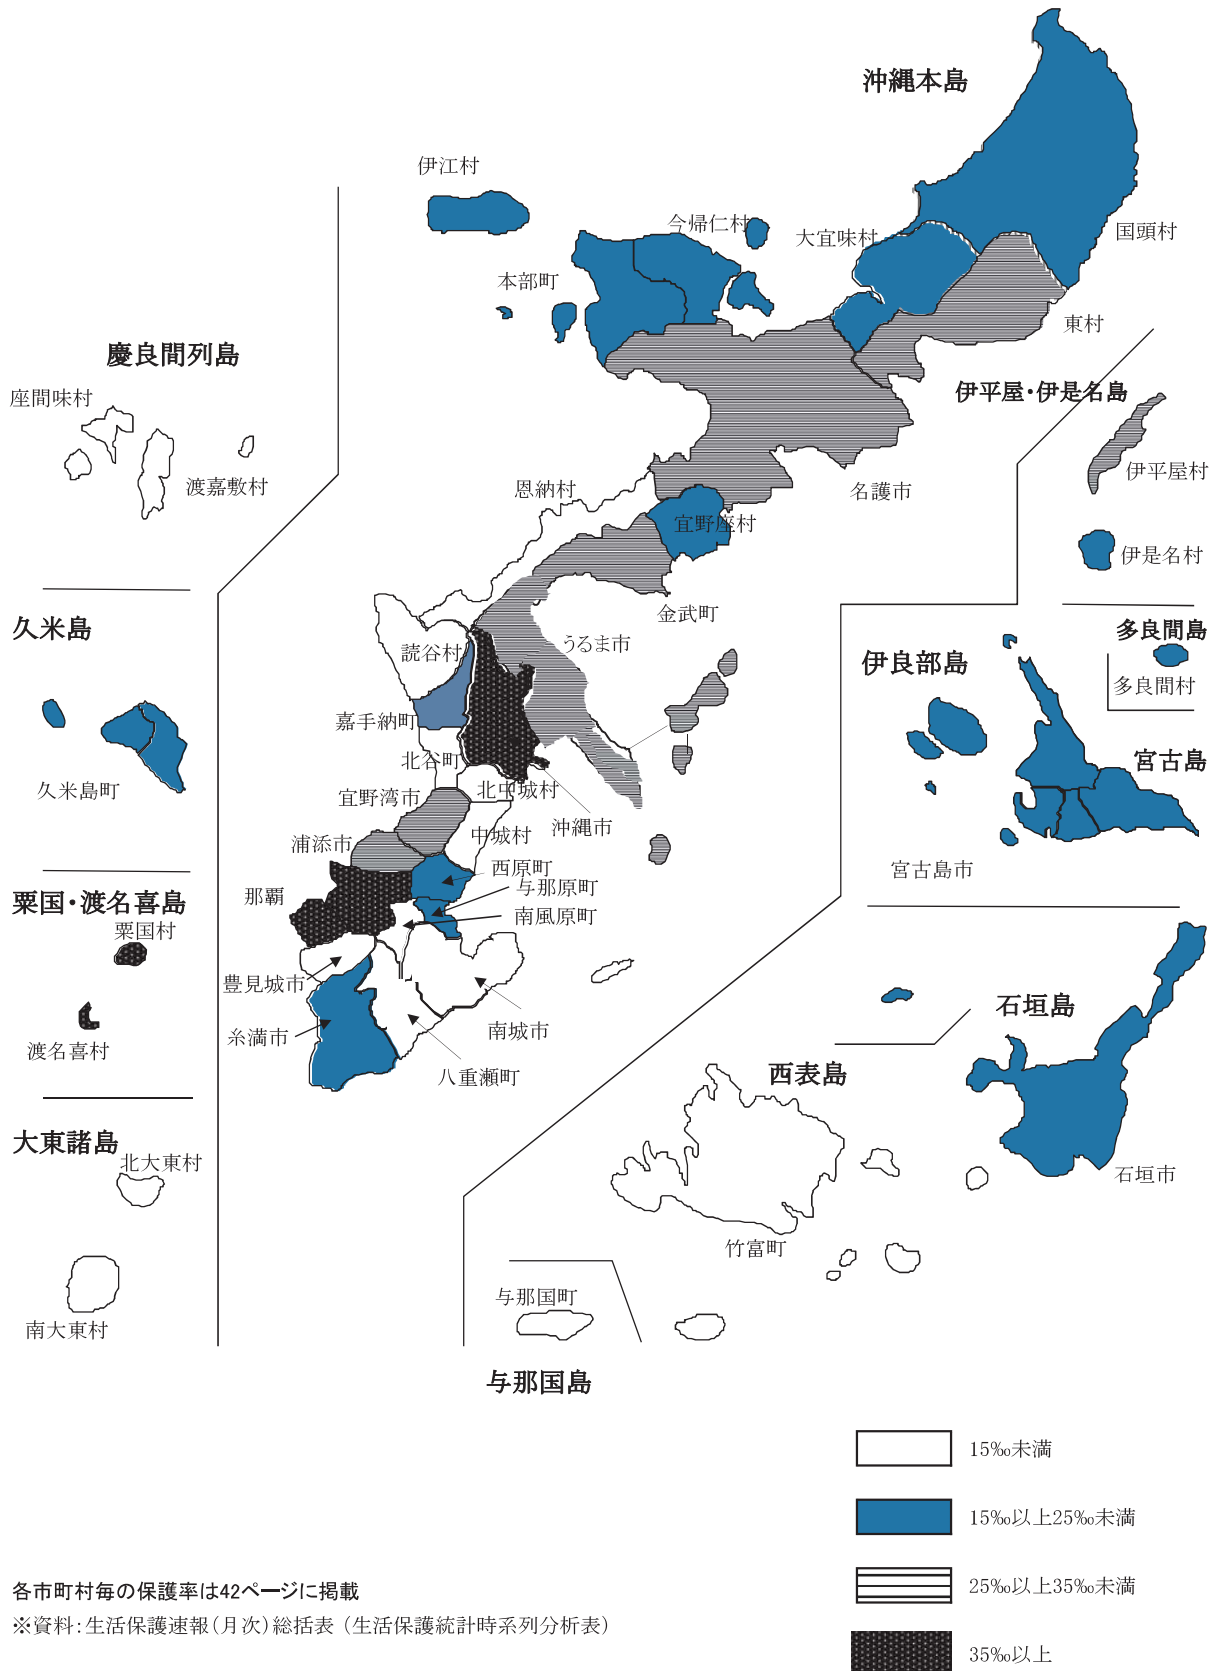 沖縄本島
伊江村
今帰仁村
大宜味村
国頭村
本部町
東村
慶良間列島
座間味村
渡嘉敷村
伊平屋・伊是名島
伊平屋村
恩納村
名護市
宜野座村
伊是名村
金武町
久米島
読谷村
うるま市
伊良部島
多良間島
多良間村
嘉手納町
北谷町
宮古島
久米島町
宜野湾市
北中城村
沖縄市
浦添市
中城村
西原町
宮古島市
那覇
与那原町
南風原町
粟国・渡名喜島
粟国村
豊見城市
糸満市
南城市
石垣島
渡名喜村
八重瀬町
西表島
大東諸島
北大東村
石垣市
竹富町
与那国町
南大東村
与那国島
15‰未満
15‰以上25‰未満
25‰以上35‰未満
35‰以上
各市町村毎の保護率は42ページに掲載
※資料：生活保護速報（月次）総括表（生活保護統計時系列分析表）